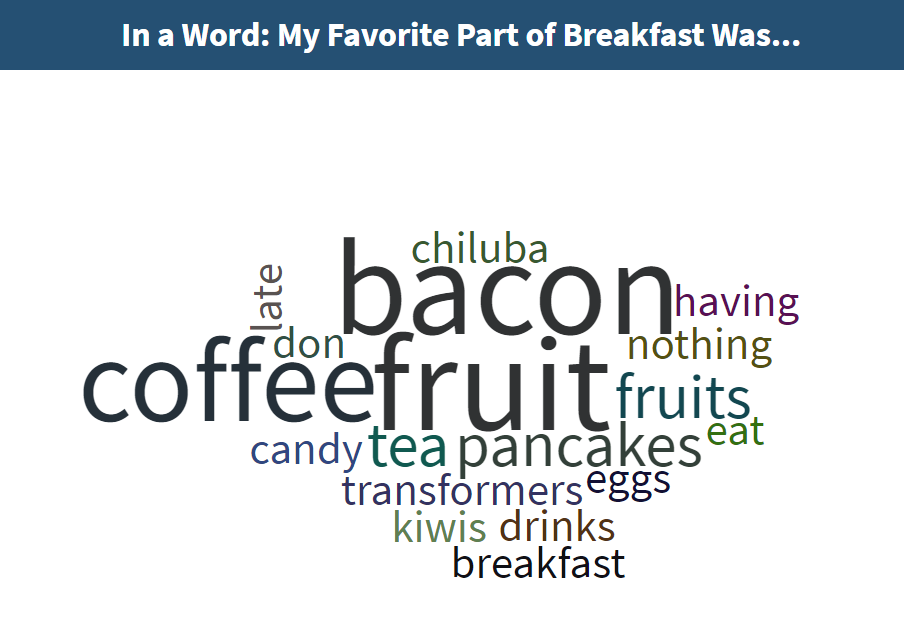 In a Word: My Favorite Part of Breakfast Was...
chiluba
bacon
late
having
don
nothing
coffee
fruit
fruits
eat
candy
tea
pancakes
transformers
eggs
kiwis
drinks
breakfast